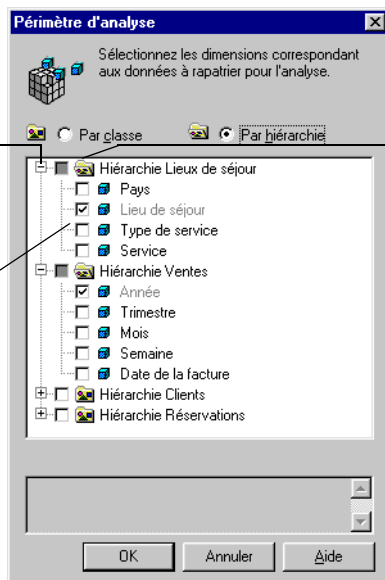 Périmètre d'analyse
Sélectionnez les dimensions correspondant
aux données à rapatrier pour l'analyse.
Par classe
Par hiérarchie
Hiérarchie Lieux de séjour
Pays
Lieu de séjour
Type de service
Service
Hiérarchie Ventes
Année
Trimestre
Mois
Semaine
Date de la facture
Hiérarchie Clients
Hiérarchie Réservations
OK
Annuler
Aide